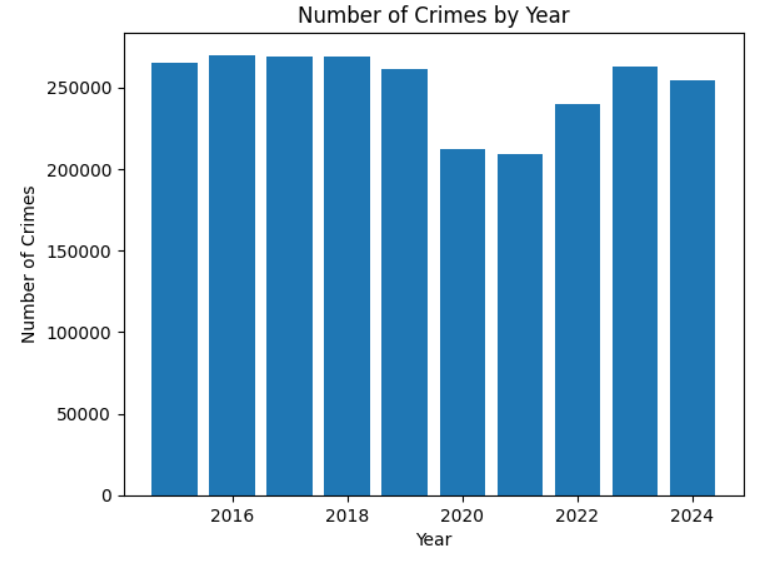 Number of Crimes by Year
Number of Crimes
250000
200000
150000
100000
50000
0
2016 2018 2020 2022 2024
Year